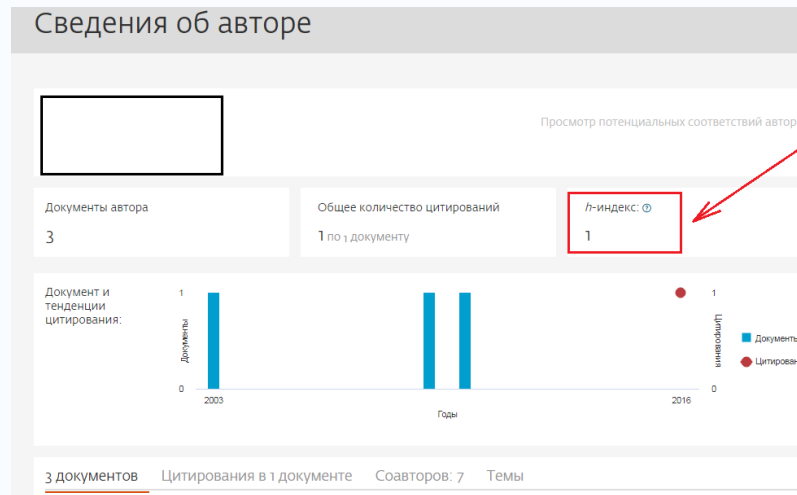 Сведения об авторе
Просмотр потенциальных соответствий автор
Документы автора
3
Общее количество цитирований
1 по 1 документу
h-индекс:
1
Документ и
тенденции
цитирования:
1
Документы
0
2003
Годы
2016
1
Цитирования
0
Документы
Цитирован
3 документов Цитирования в 1 документе Соавторов: 7 Темы